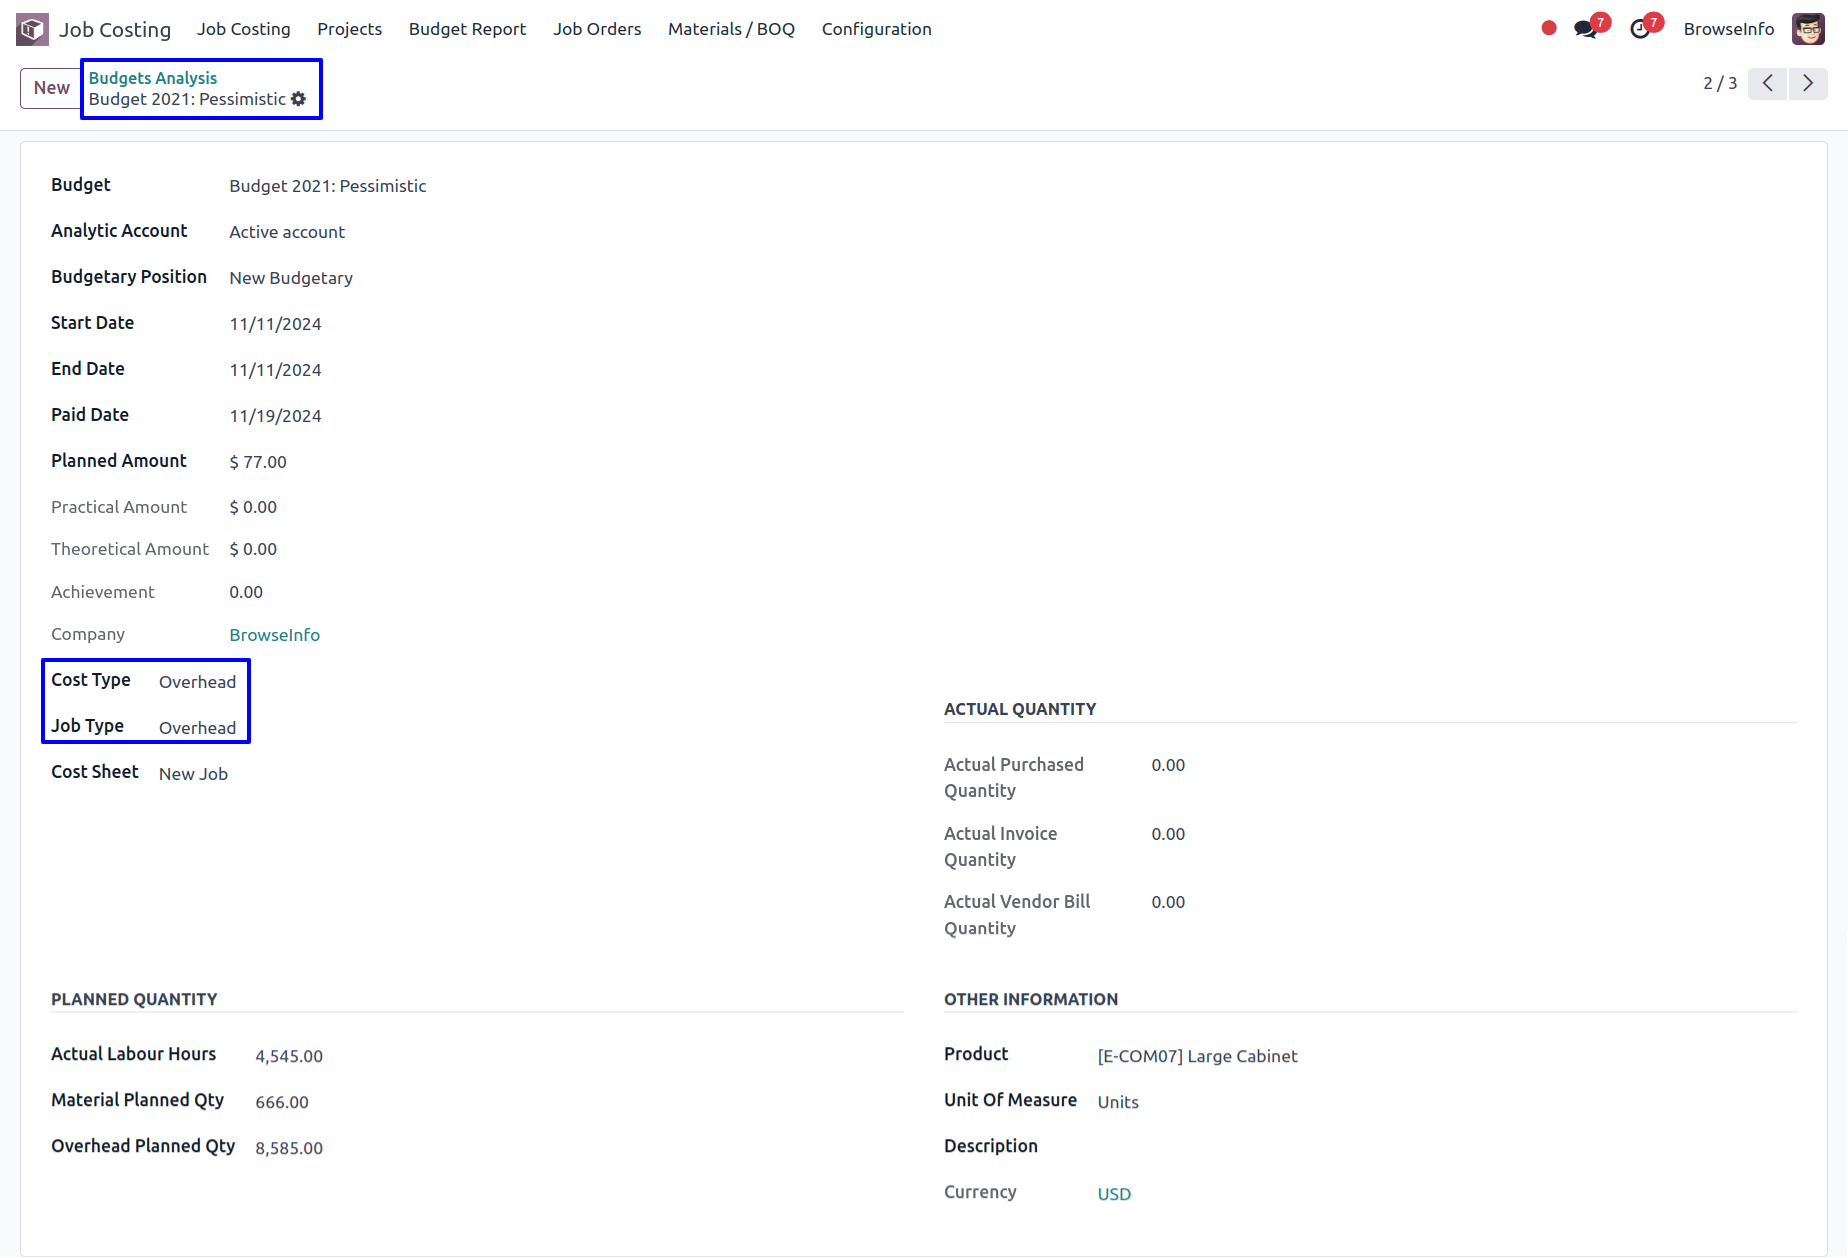 Job Costing Job Costing Projects Budget Report Job Orders Materials / BOQ Configuration 7 7 BrowseInfo
New
Budgets Analysis
Budget 2021: Pessimistic
2 / 3
Budget Budget 2021: Pessimistic
Analytic Account Active account
Budgetary Position New Budgetary
Start Date 11/11/2024
End Date 11/11/2024
Paid Date 11/19/2024
Planned Amount $ 77.00
Practical Amount $ 0.00
Theoretical Amount $ 0.00
Achievement 0.00
Company BrowseInfo
Cost Type Overhead
Job Type Overhead
Cost Sheet New Job
ACTUAL QUANTITY
Actual Purchased 0.00
Quantity
Actual Invoice 0.00
Quantity
Actual Vendor Bill 0.00
Quantity
PLANNED QUANTITY
Actual Labour Hours 4,545.00
Material Planned Qty 666.00
Overhead Planned Qty 8,585.00
OTHER INFORMATION
Product [E-COM07] Large Cabinet
Unit Of Measure Units
Description
Currency USD